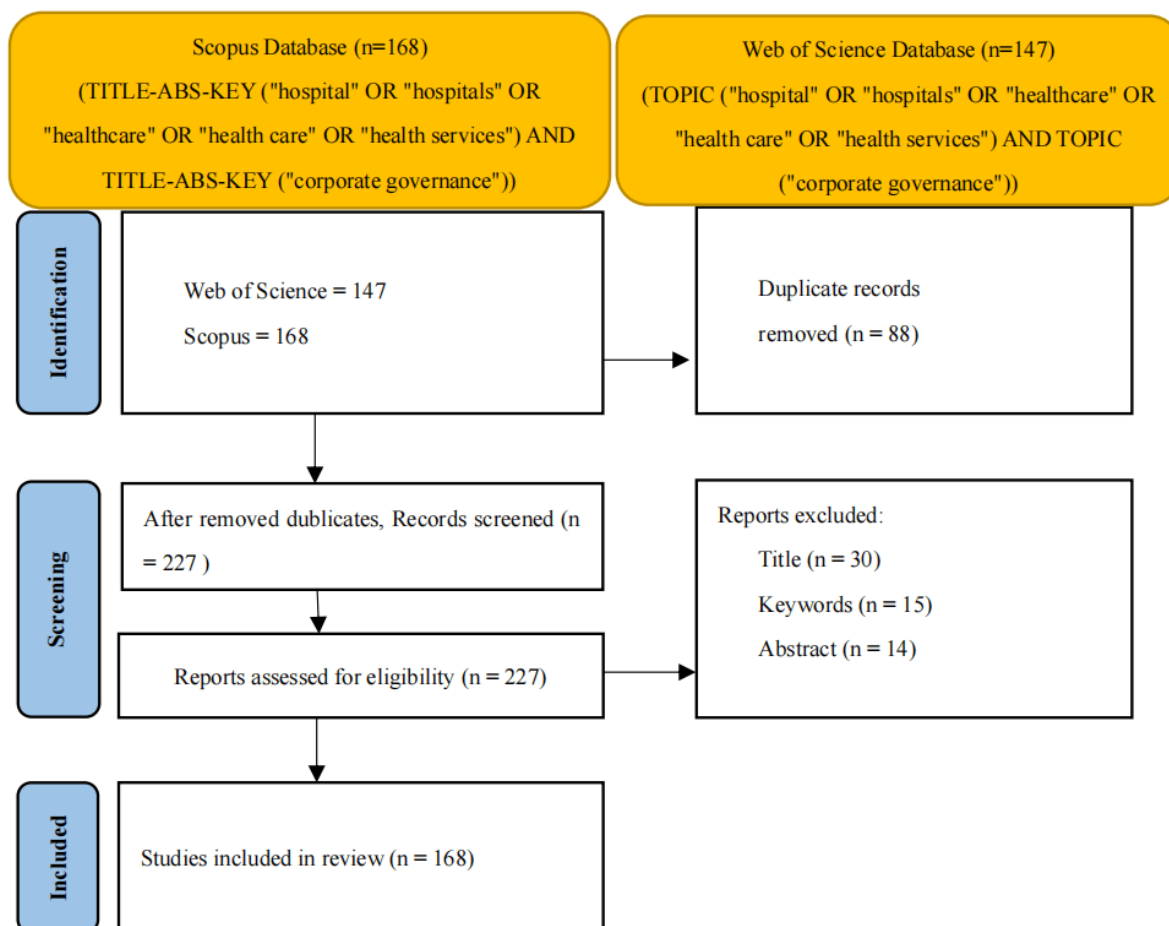 Scopus Database (n=168)
(TITLE-ABS-KEY ("hospital" OR "hospitals" OR
"healthcare" OR "health care" OR "health services") AND
TITLE-ABS-KEY ("corporate governance"))
Web of Science Database (n=147)
(TOPIC ("hospital" OR "hospitals" OR "healthcare" OR
"health care" OR "health services") AND TOPIC
("corporate governance"))
Identification
Web of Science = 147
Scopus = 168
Duplicate records
removed (n = 88)
Screening
After removed dublicates, Records screened (n
= 227 )
Reports assessed for eligibility (n = 227)
Reports excluded:
Title (n = 30)
Keywords (n = 15)
Abstract (n = 14)
Included
Studies included in review (n = 168)